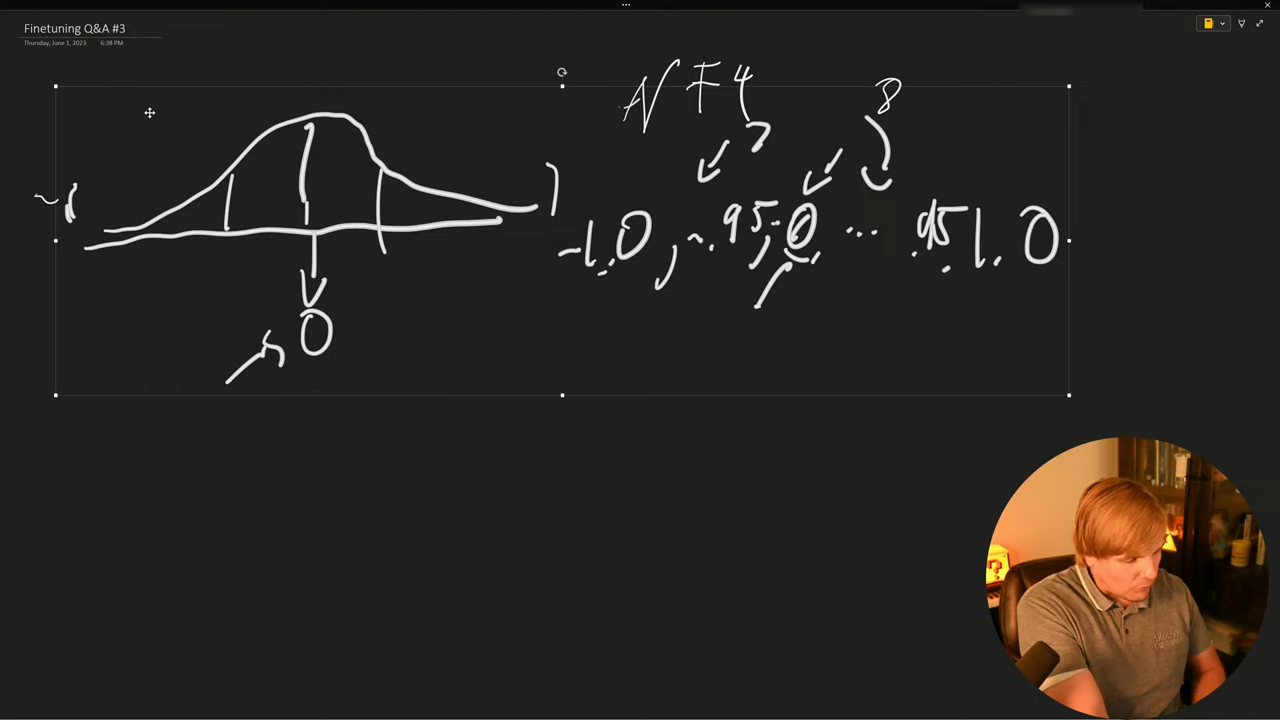 Finetuning Q&A #3
Thursday, June 1, 2023 6:38 PM
NF4
7
8
-1.0, ~.95, 0, ... .95 1.0
0